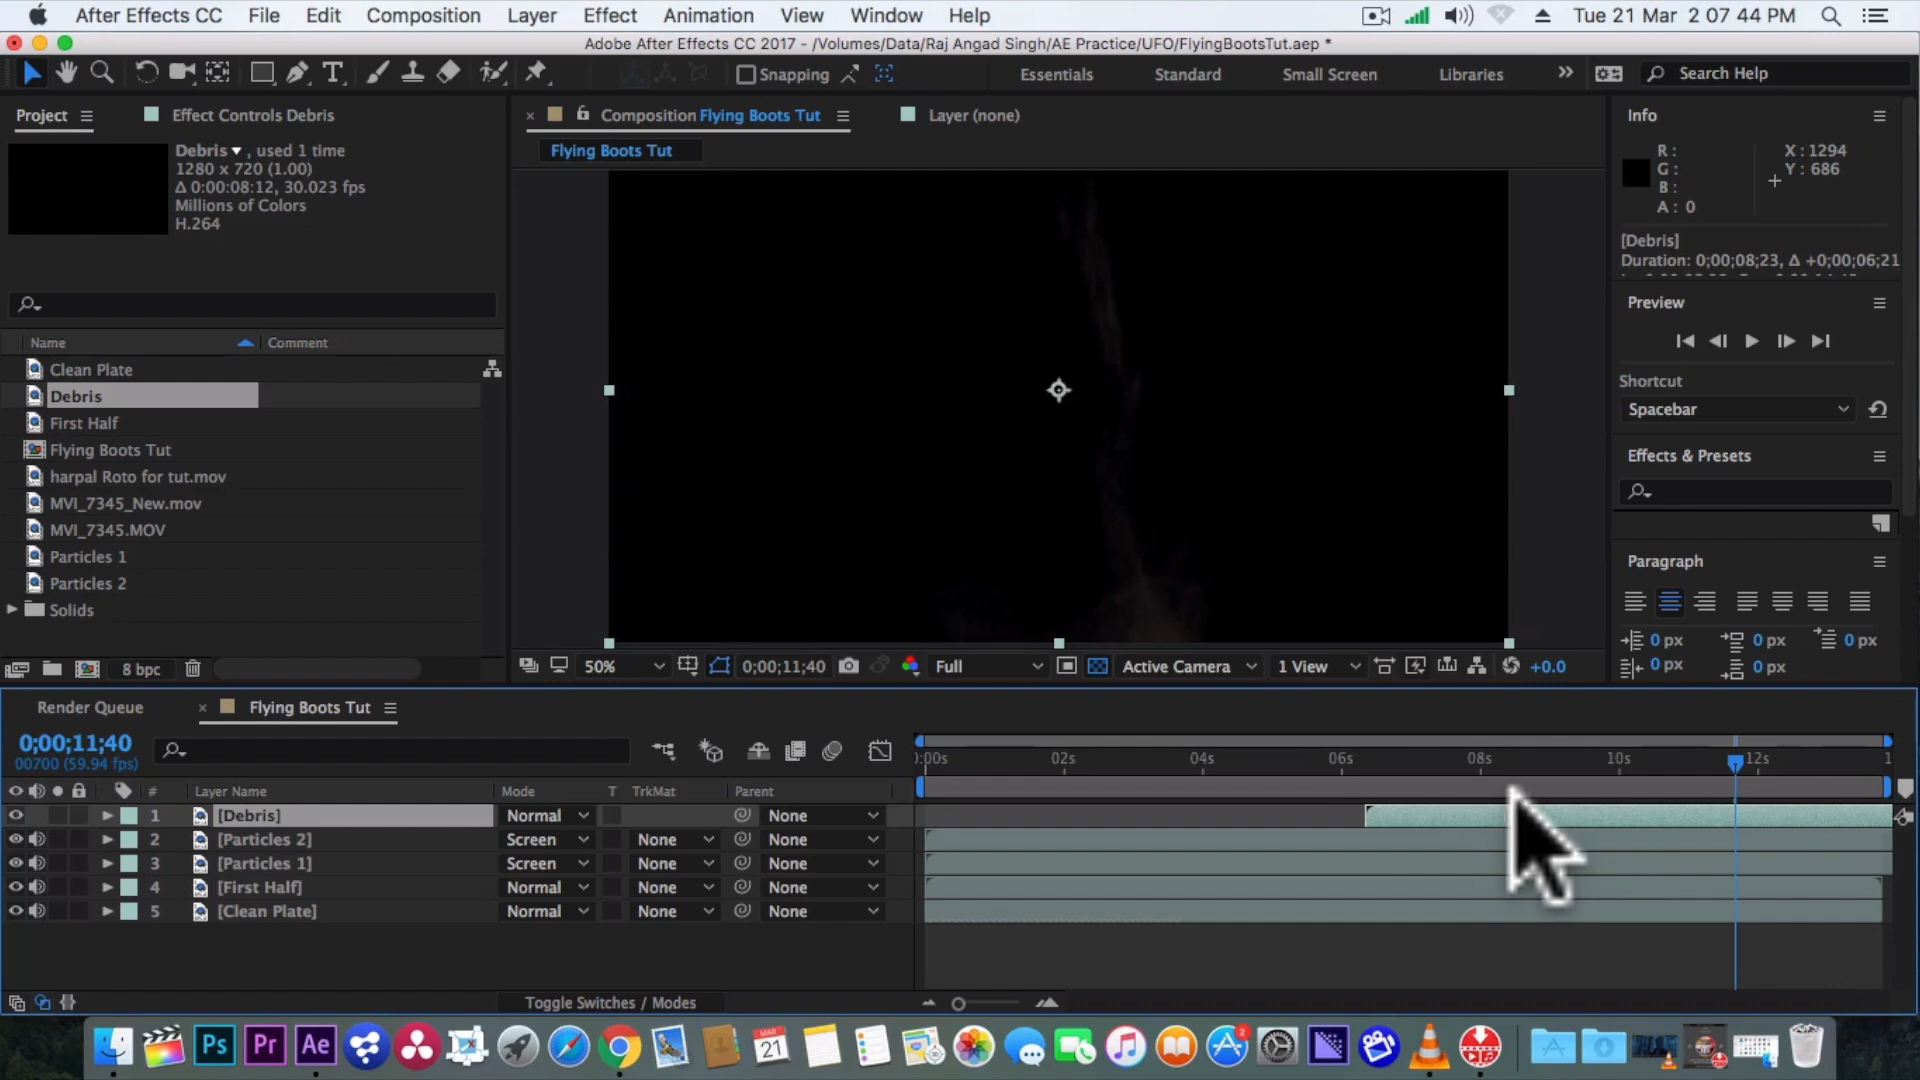 After Effects CC File Edit Composition Layer Effect Animation View Window Help Tue 21 Mar 2 07 44 PM
Adobe After Effects CC 2017 - /Volumes/Data/Raj Angad Singh/AE Practice/UFO/FlyingBootsTut.aep *
T Snapping Essentials Standard Small Screen Libraries Search Help
Project Effect Controls Debris
Composition Flying Boots Tut Layer (none)
Flying Boots Tut
Info
Debris , used 1 time
1280 x 720 (1.00)
Δ 0:00:08:12, 30.023 fps
Millions of Colors
H.264
R :
G :
B :
A : 0
X : 1294
Y : 686
[Debris]
Duration: 0;00;08;23, Δ +0;00;06;21
Preview
Shortcut
Spacebar
Effects & Presets
Paragraph
0 px 0 px 0 px
0 px 0 px
Name Comment
Clean Plate
Debris
First Half
Flying Boots Tut
harpal Roto for tut.mov
MVI_7345_New.mov
MVI_7345.MOV
Particles 1
Particles 2
Solids
8 bpc
50% 0;00;11;40 Full Active Camera 1 View +0.0
Render Queue Flying Boots Tut
0;00;11;40
00700 (59.94 fps)
):00s 02s 04s 06s 08s 10s 12s 1
# Layer Name Mode T TrkMat Parent
1 [Debris] Normal None
2 [Particles 2] Screen None None
3 [Particles 1] Screen None None
4 [First Half] Normal None None
5 [Clean Plate] Normal None None
Toggle Switches / Modes
Ps Pr Ae MAR 21 2